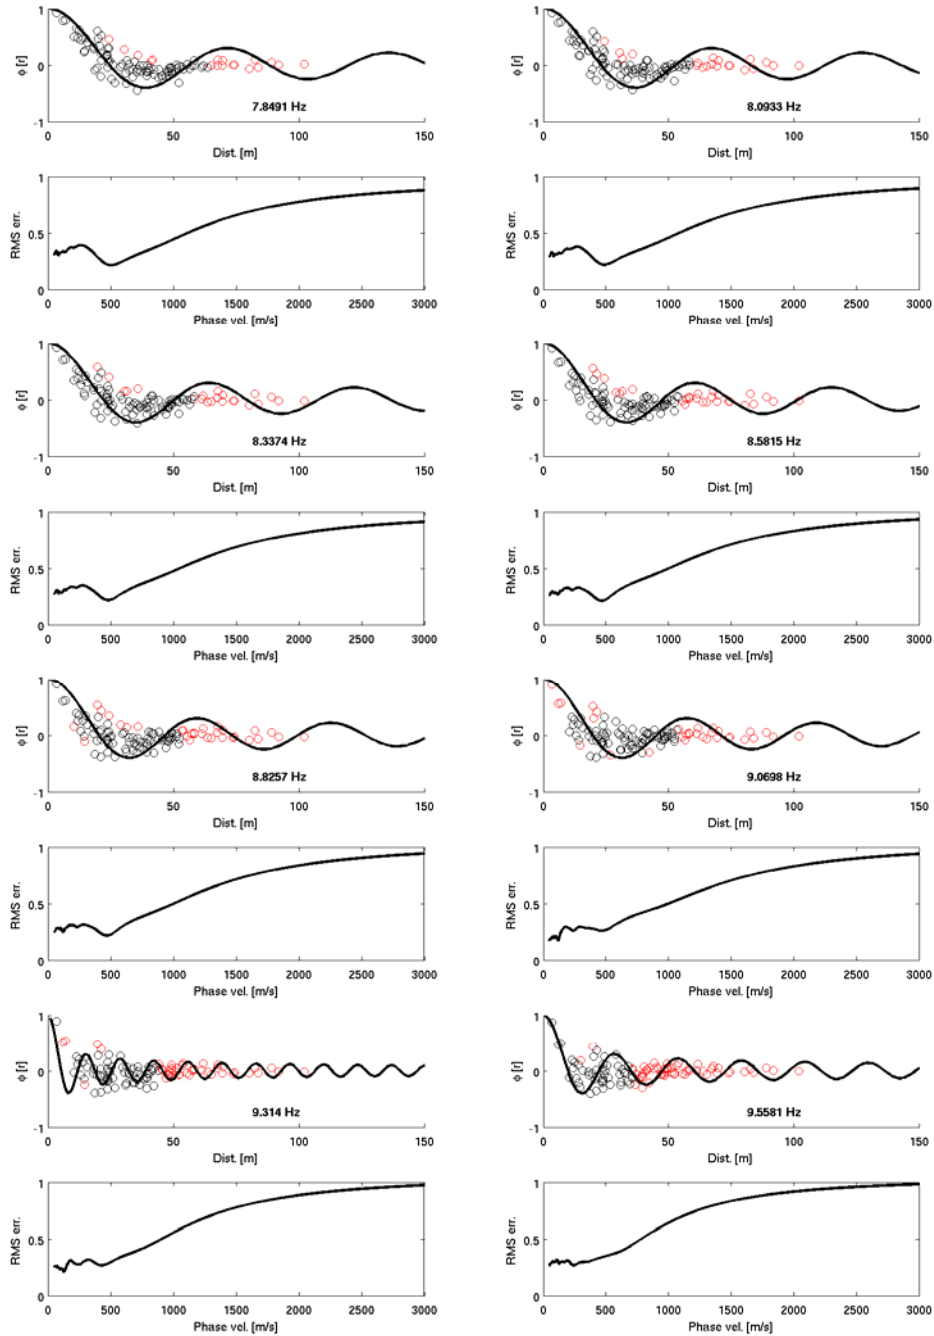 1 1
ϕ [r] 0 ϕ [r] 0
7.8491 Hz 8.0933 Hz
-1 -1
0 50 100 150 0 50 100 150
Dist. [m] Dist. [m]
1 1
RMS err. 0.5 RMS err. 0.5
0 0
0 500 1000 1500 2000 2500 3000 0 500 1000 1500 2000 2500 3000
Phase vel. [m/s] Phase vel. [m/s]
1 1
ϕ [r] 0 ϕ [r] 0
8.3374 Hz 8.5815 Hz
-1 -1
0 50 100 150 0 50 100 150
Dist. [m] Dist. [m]
1 1
RMS err. 0.5 RMS err. 0.5
0 0
0 500 1000 1500 2000 2500 3000 0 500 1000 1500 2000 2500 3000
Phase vel. [m/s] Phase vel. [m/s]
1 1
ϕ [r] 0 ϕ [r] 0
8.8257 Hz 9.0698 Hz
-1 -1
0 50 100 150 0 50 100 150
Dist. [m] Dist. [m]
1 1
RMS err. 0.5 RMS err. 0.5
0 0
0 500 1000 1500 2000 2500 3000 0 500 1000 1500 2000 2500 3000
Phase vel. [m/s] Phase vel. [m/s]
1 1
ϕ [r] 0 ϕ [r] 0
9.314 Hz 9.5581 Hz
-1 -1
0 50 100 150 0 50 100 150
Dist. [m] Dist. [m]
1 1
RMS err. 0.5 RMS err. 0.5
0 0
0 500 1000 1500 2000 2500 3000 0 500 1000 1500 2000 2500 3000
Phase vel. [m/s] Phase vel. [m/s]